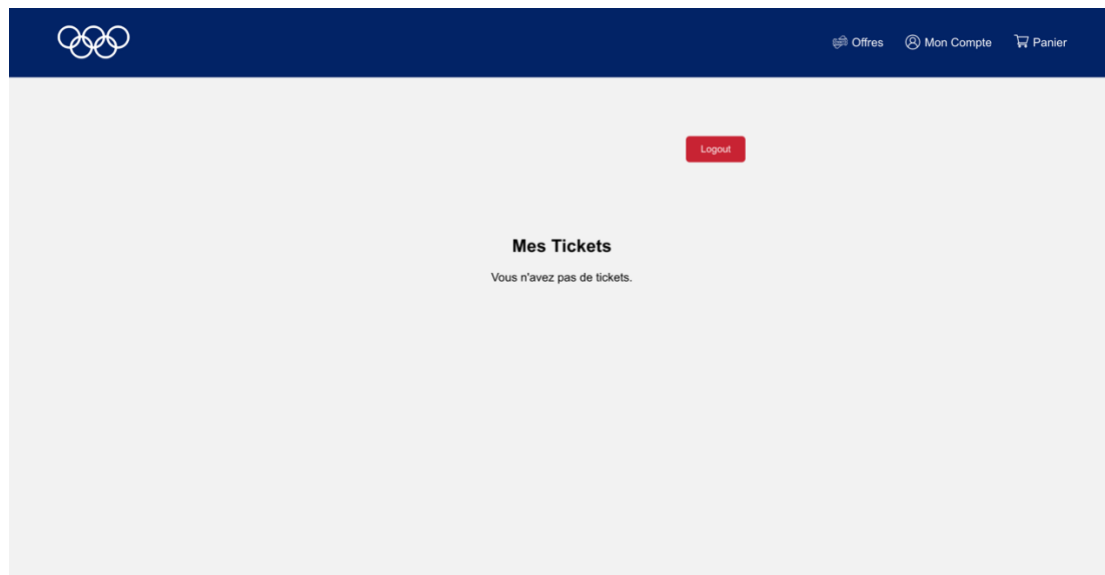 Offres Mon Compte Panier
Logout
Mes Tickets
Vous n'avez pas de tickets.